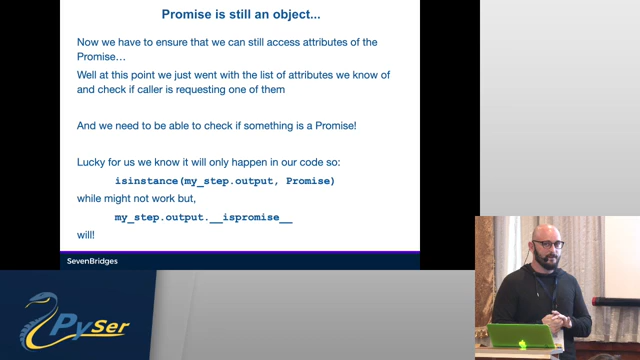 Promise is still an object...
Now we have to ensure that we can still access attributes of the
Promise…
Well at this point we just went with the list of attributes we know of
and check if caller is requesting one of them
And we need to be able to check if something is a Promise!
Lucky for us we know it will only happen in our code so:
isinstance(my_step.output, Promise)
while might not work but,
my_step.output.__ispromise__
will!
SevenBridges
PySer